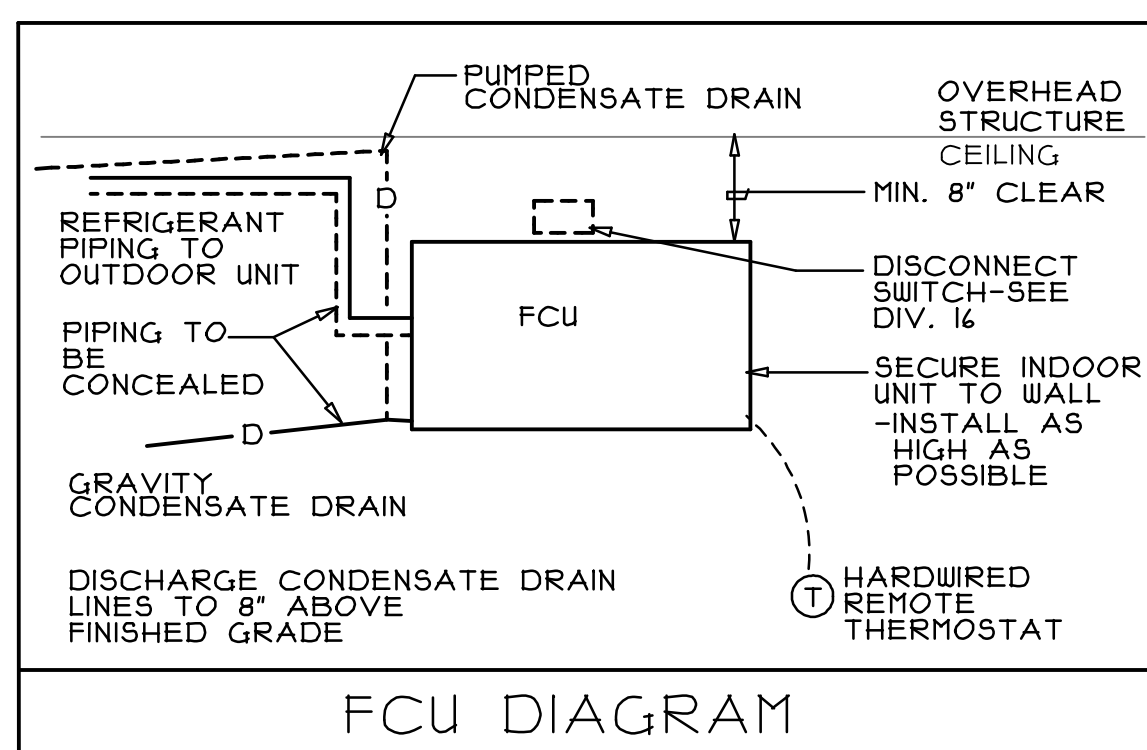 PUMPED
CONDENSATE DRAIN
OVERHEAD
STRUCTURE
CEILING
MIN. 8" CLEAR
D
REFRIGERANT
PIPING TO
OUTDOOR UNIT
DISCONNECT
SWITCH-SEE
DIV. 16
FCU
PIPING TO
BE
CONCEALED
SECURE INDOOR
UNIT TO WALL
-INSTALL AS
HIGH AS
POSSIBLE
D
GRAVITY
CONDENSATE DRAIN
DISCHARGE CONDENSATE DRAIN
LINES TO 8" ABOVE
FINISHED GRADE
T
HARDWIRED
REMOTE
THERMOSTAT
FCU DIAGRAM